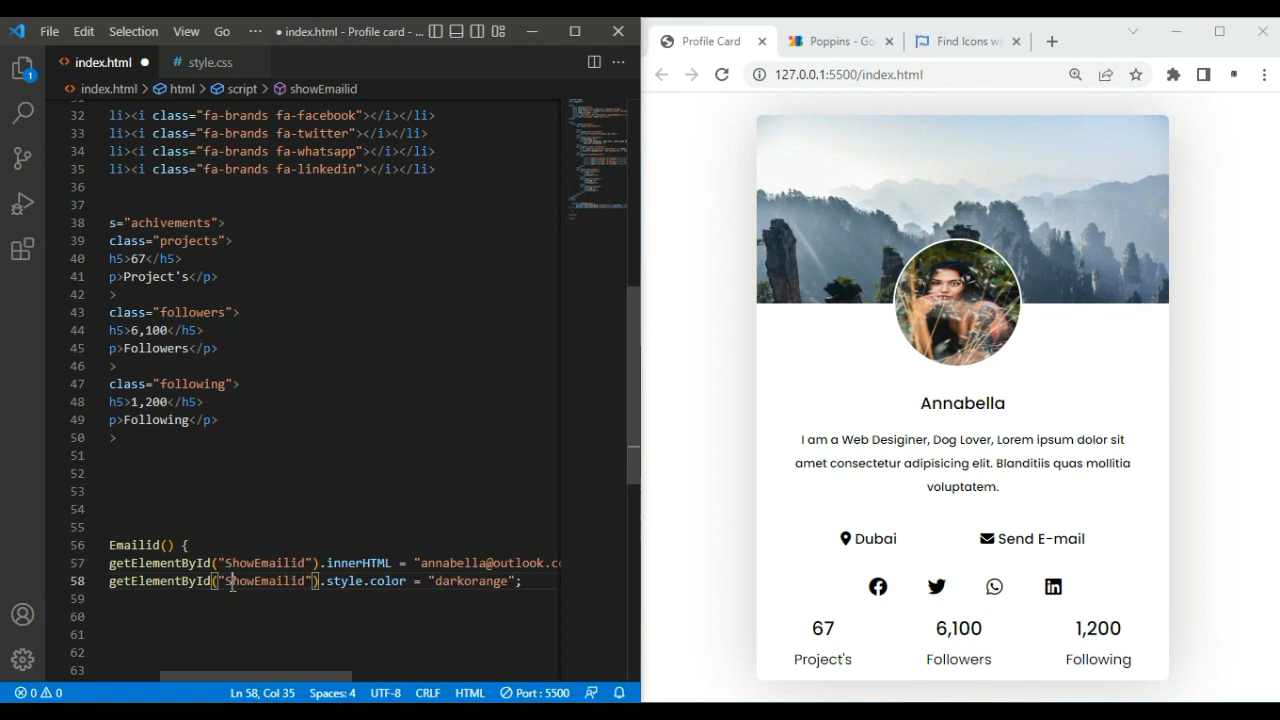 File Edit Selection View Go ··· ● index.html - Profile card - ...
index.html ● style.css
index.html > html > script > showEmailid
32 li><i class="fa-brands fa-facebook"></i></li>
33 li><i class="fa-brands fa-twitter"></i></li>
34 li><i class="fa-brands fa-whatsapp"></i></li>
35 li><i class="fa-brands fa-linkedin"></i></li>
36
37
38 s="achivements">
39 class="projects">
40 h5>67</h5>
41 p>Project's</p>
42 >
43 class="followers">
44 h5>6,100</h5>
45 p>Followers</p>
46 >
47 class="following">
48 h5>1,200</h5>
49 p>Following</p>
50 >
51
52
53
54
55
56 Emailid() {
57 getElementById("ShowEmailid").innerHTML = "annabella@outlook.co
58 getElementById("ShowEmailid").style.color = "darkorange";
59
60
61
62
63
1
0 0 Ln 58, Col 35 Spaces: 4 UTF-8 CRLF HTML Port : 5500
Profile Card Poppins - Go Find Icons wi
127.0.0.1:5500/index.html
Annabella
I am a Web Desiginer, Dog Lover, Lorem ipsum dolor sit
amet consectetur adipisicing elit. Blanditiis quas mollitia
voluptatem.
Dubai Send E-mail
67 6,100 1,200
Project's Followers Following